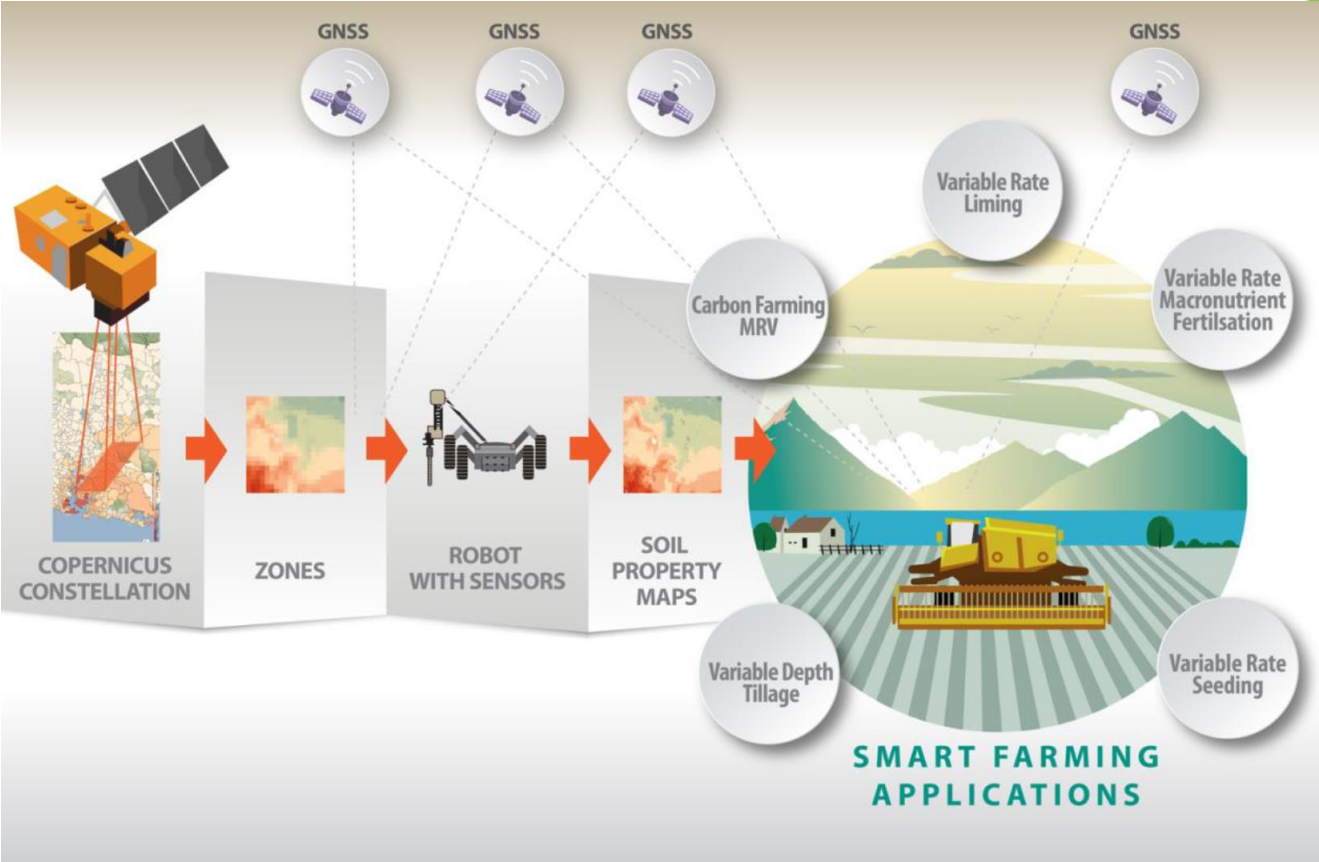 GNSS
GNSS
GNSS
GNSS
Variable Rate
Liming
Carbon Farming
MRV
Variable Rate
Macronutrient
Fertilsation
COPERNICUS
CONSTELLATION
ZONES
ROBOT
WITH SENSORS
SOIL
PROPERTY
MAPS
Variable Depth
Tillage
Variable Rate
Seeding
SMART FARMING
APPLICATIONS